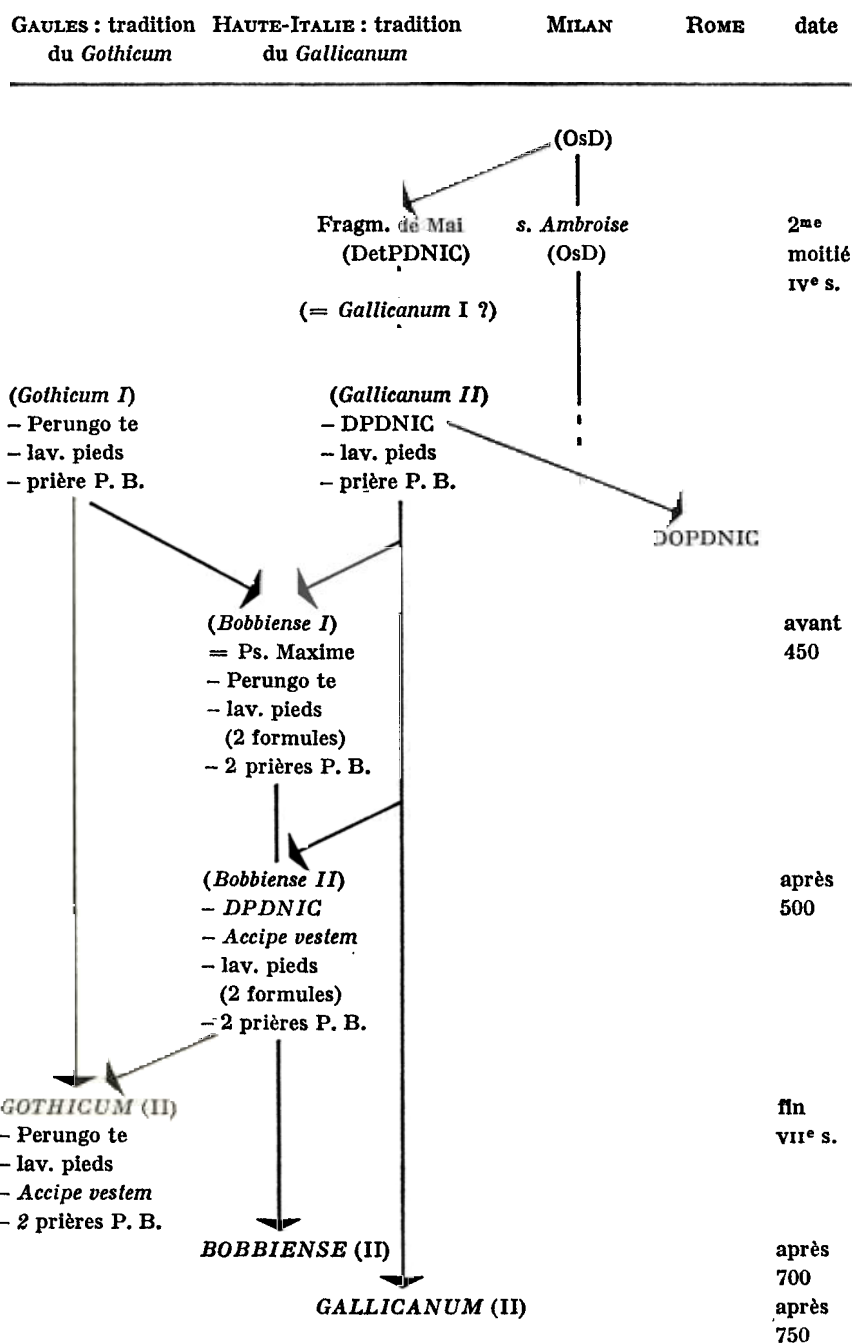 GAULES : tradition HAUTE-ITALIE : tradition MILAN ROME date
du Gothicum du Gallicanum
(OsD)
Fragm. de Mai s. Ambroise 2me
(DetPDNIC) (OsD) moitié
IVe s.
(= Gallicanum I ?)
(Gothicum I) (Gallicanum II)
– Perungo te – DPDNIC
– lav. pieds – lav. pieds
– prière P. B. – prière P. B.
DOPDNIC
(Bobbiense I) avant
= Ps. Maxime 450
– Perungo te
– lav. pieds
(2 formules)
– 2 prières P. B.
(Bobbiense II) après
– DPDNIC 500
– Accipe vestem
– lav. pieds
(2 formules)
– 2 prières P. B.
GOTHICUM (II) fin
– Perungo te VIIe s.
– lav. pieds
– Accipe vestem
– 2 prières P. B.
BOBBIENSE (II) après
700
GALLICANUM (II) après
750